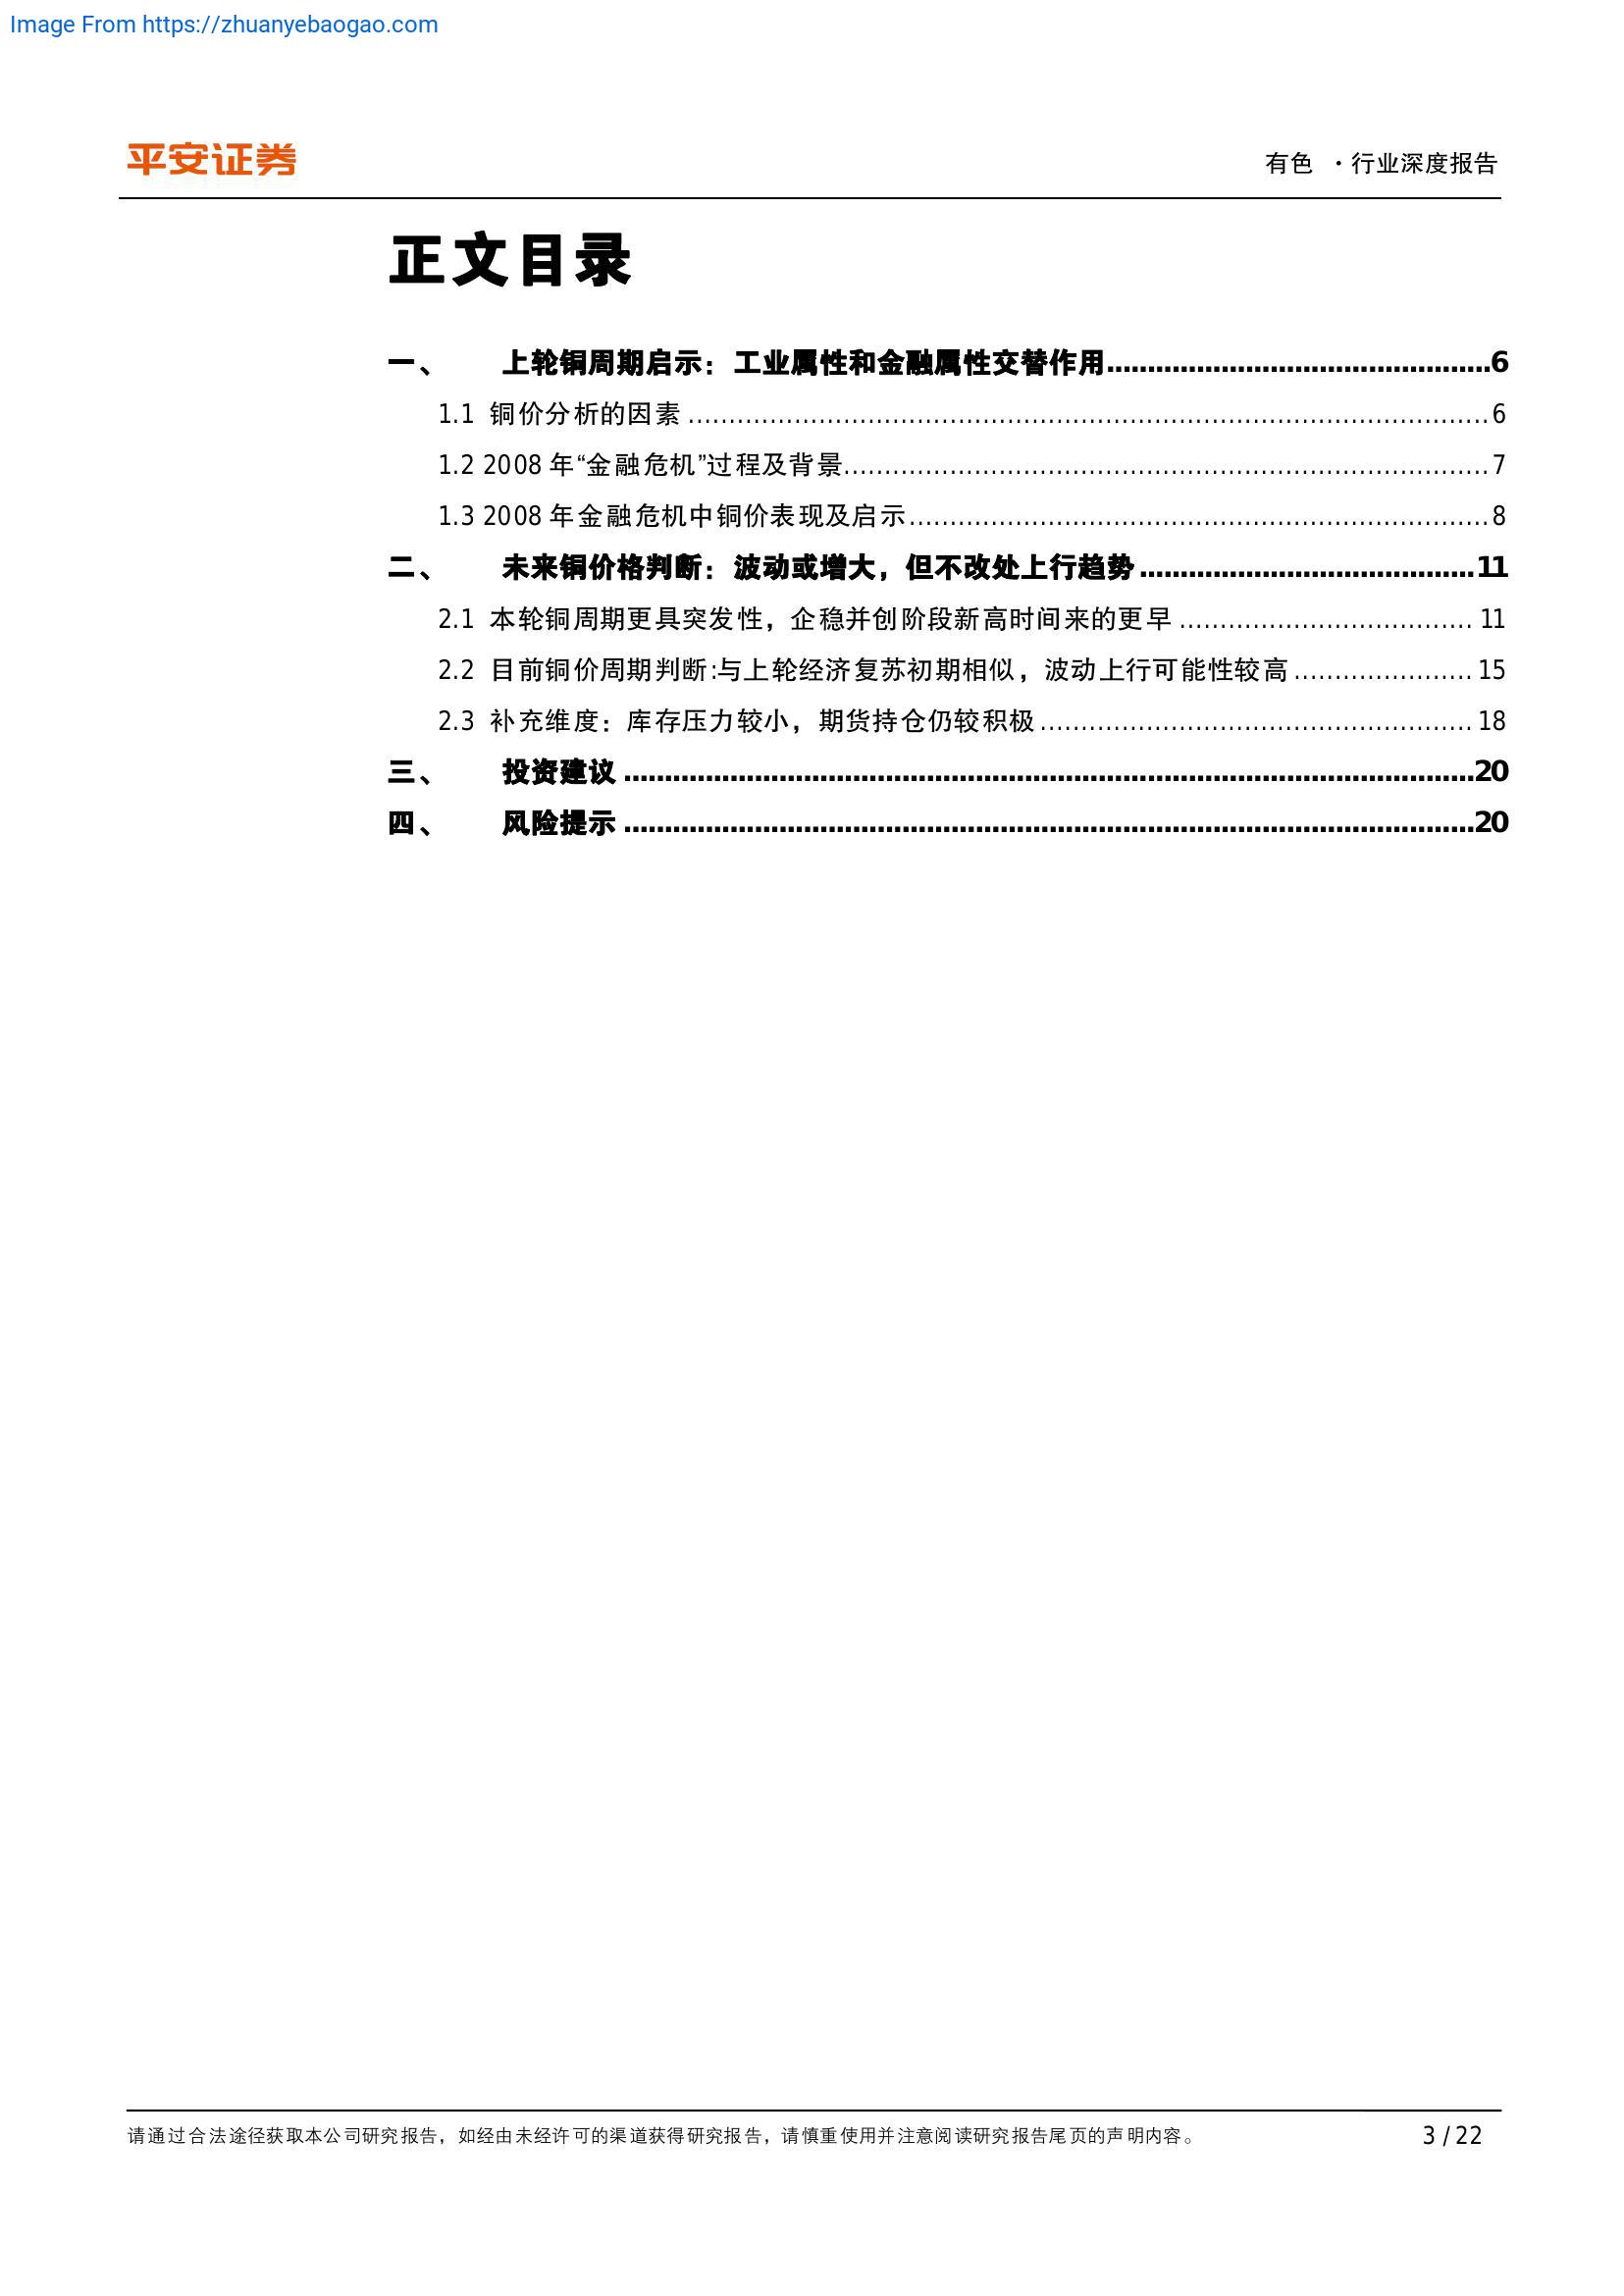 Image From https://zhuanyebaogao.com
平安证券
有色 ·行业深度报告
正文目录
一、 上轮铜周期启示：工业属性和金融属性交替作用 6
1.1 铜价分析的因素 6
1.2 2008 年“金融危机”过程及背景 7
1.3 2008 年金融危机中铜价表现及启示 8
二、 未来铜价格判断：波动或增大，但不改处上行趋势 11
2.1 本轮铜周期更具突发性，企稳并创阶段新高时间来的更早 11
2.2 目前铜价周期判断:与上轮经济复苏初期相似，波动上行可能性较高 15
2.3 补充维度：库存压力较小，期货持仓仍较积极 18
三、 投资建议 20
四、 风险提示 20
请通过合法途径获取本公司研究报告，如经由未经许可的渠道获得研究报告，请慎重使用并注意阅读研究报告尾页的声明内容。
3 / 22